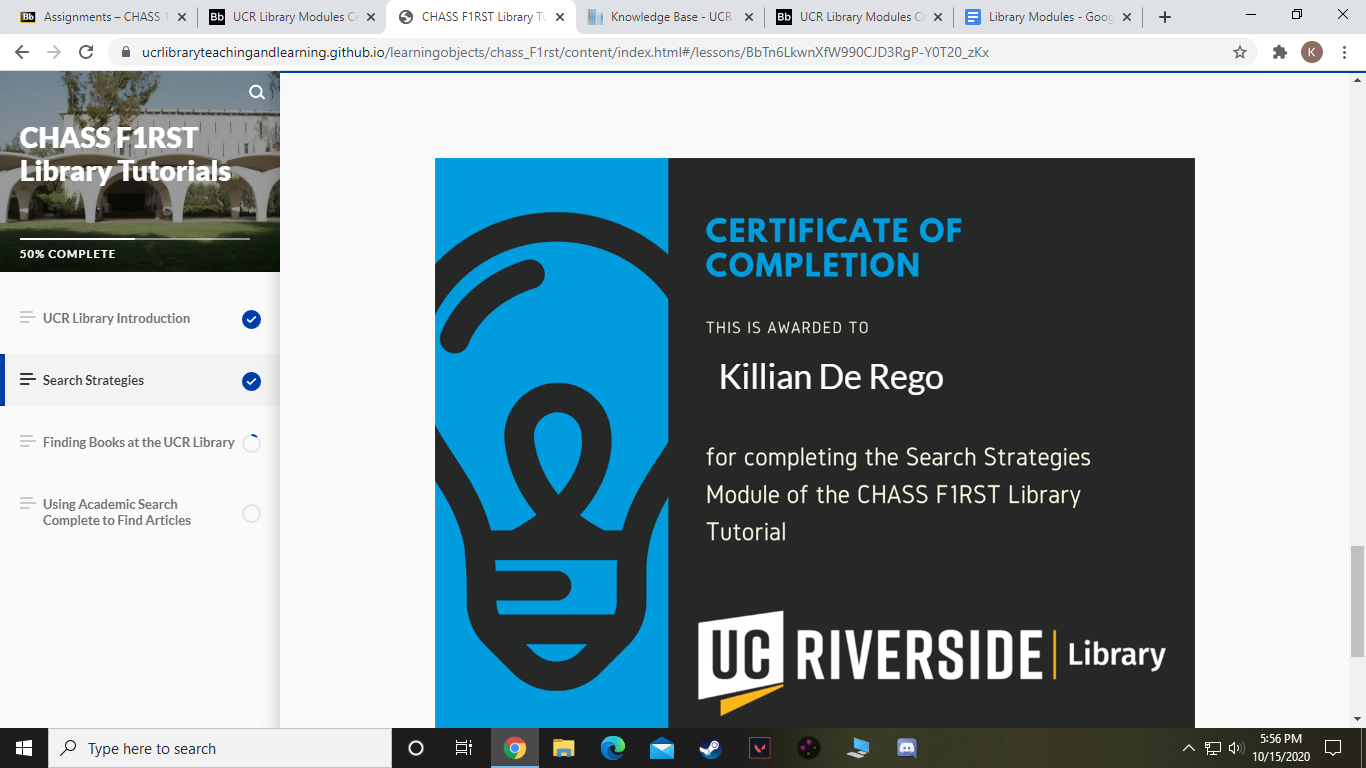 Assignments – CHASS 1
UCR Library Modules Ce
CHASS F1RST Library Tu
Knowledge Base - UCR
UCR Library Modules Ce
Library Modules - Goog
ucrlibraryteachingandlearning.github.io/learningobjects/chass_F1rst/content/index.html#/lessons/BbTn6LkwnXfW990CJD3RgP-Y0T20_zKx
K
CHASS F1RST
Library Tutorials
50% COMPLETE
UCR Library Introduction
Search Strategies
Finding Books at the UCR Library
Using Academic Search
Complete to Find Articles
CERTIFICATE OF
COMPLETION
THIS IS AWARDED TO
Killian De Rego
for completing the Search Strategies
Module of the CHASS F1RST Library
Tutorial
UC RIVERSIDE Library
Type here to search
5:56 PM
10/15/2020